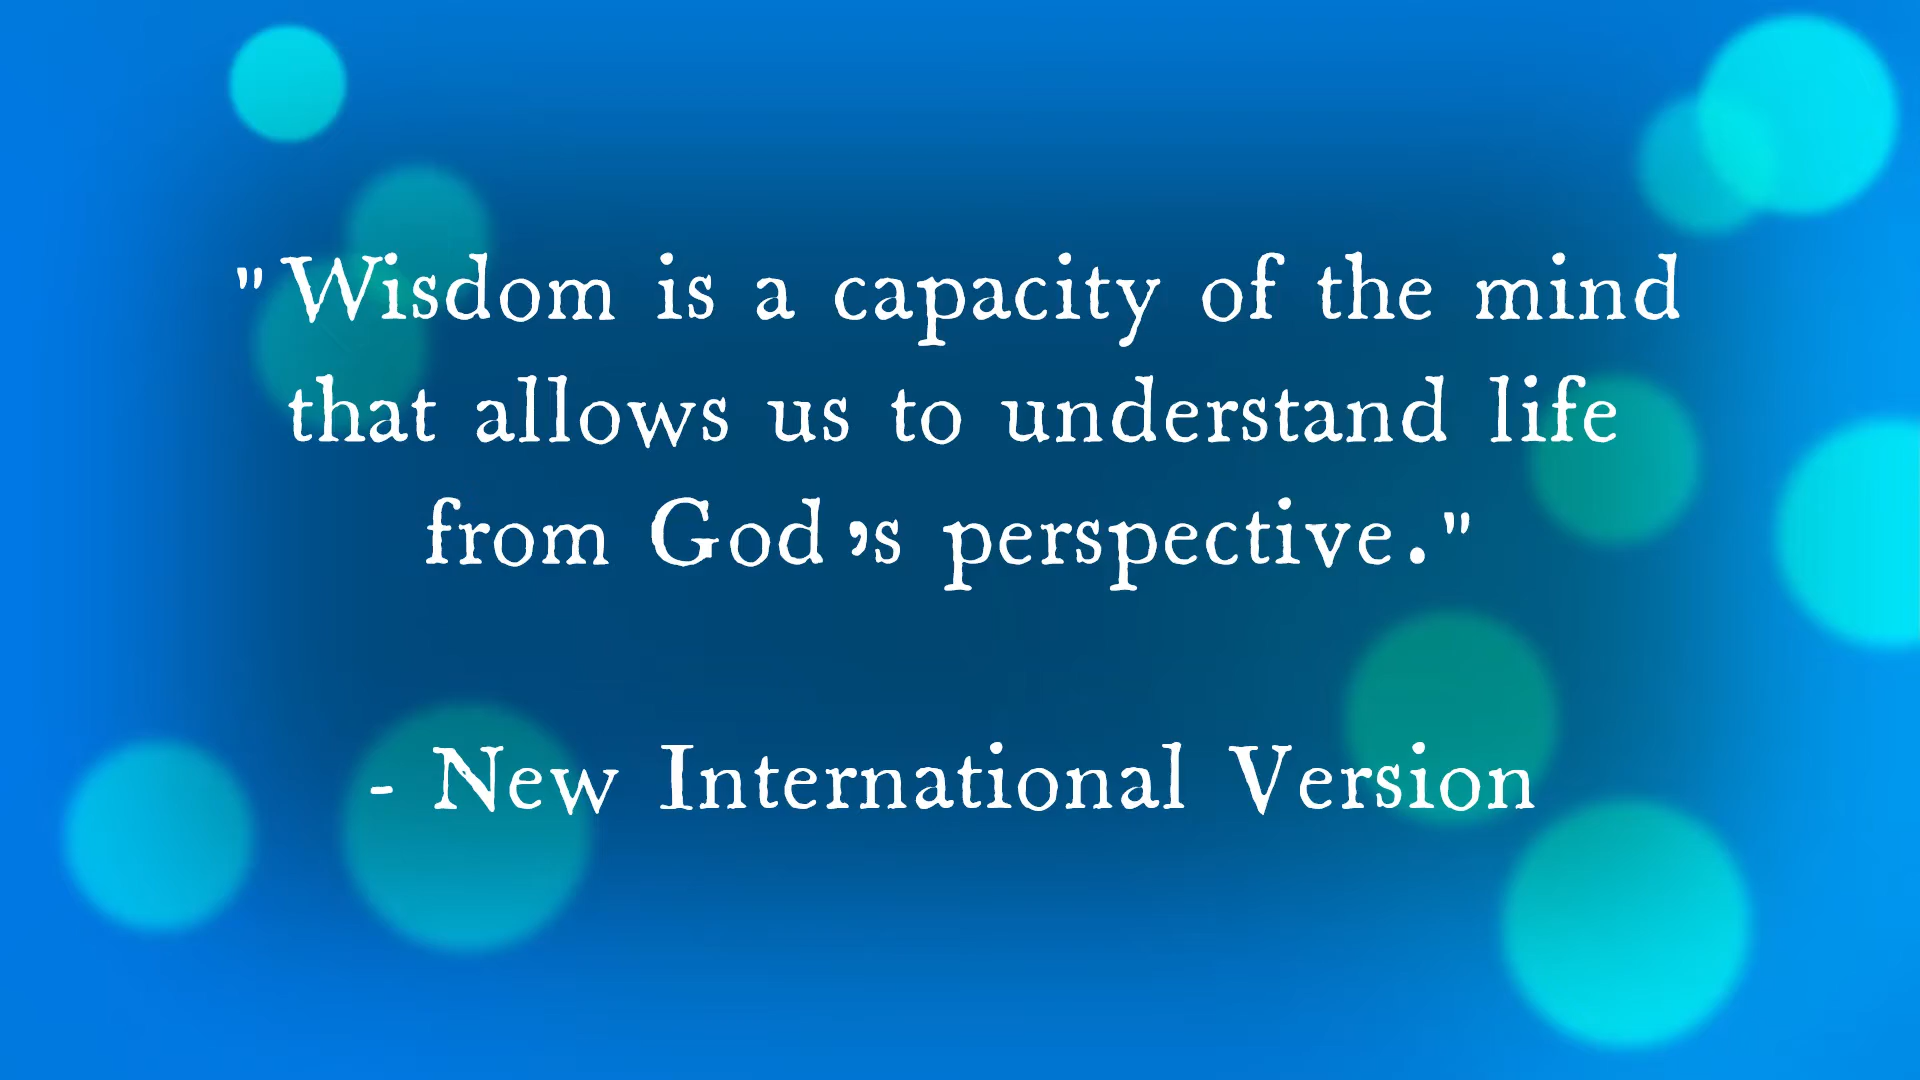 "Wisdom is a capacity of the mind
that allows us to understand life
from God's perspective."
- New International Version